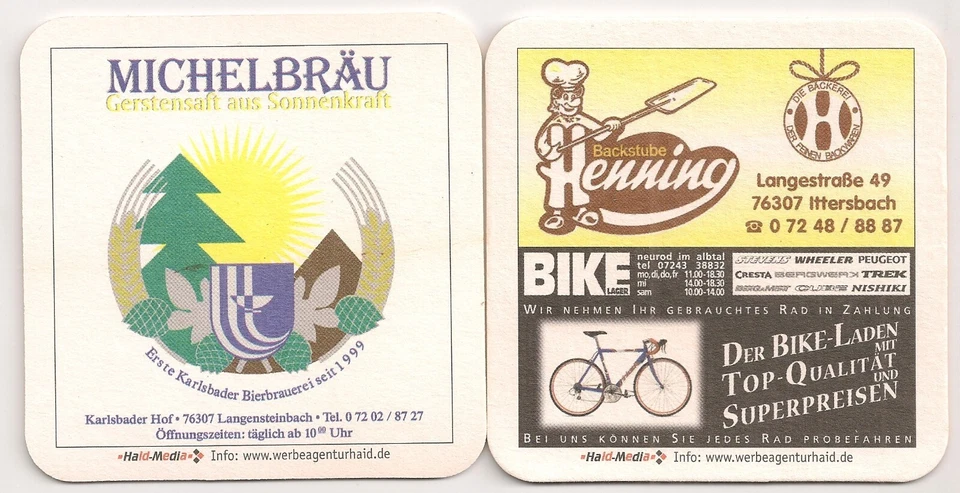 MICHELBRÄU
Gerstensaft aus Sonnenkraft
Erste Karlsbader Bierbrauerei seit 1999
Karlsbader Hof • 76307 Langensteinbach • Tel. 0 72 02 / 87 27
Öffnungszeiten: täglich ab 10⁰⁰ Uhr
•Hald-Media• Info: www.werbeagenturhaid.de
DIE BÄCKEREI
DER FEINEN BACKWAREN
H
Backstube
Henning
Langestraße 49
76307 Ittersbach
☎ 0 72 48 / 88 87
BIKE
LAGER
neurod im albtal
tel 07243 38832
mo,di,do,fr 11.00-18.30
mi 14.00-18.30
sam 10.00-14.00
STEVENS WHEELER PEUGEOT
CRESTA BERGWERK TREK
BERGAMST NISHIKI
WIR NEHMEN IHR GEBRAUCHTES RAD IN ZAHLUNG
DER BIKE-LADEN
MIT
TOP-QUALITÄT
UND
SUPERPREISEN
BEI UNS KÖNNEN SIE JEDES RAD PROBEFAHREN
•Hald-Media• Info: www.werbeagenturhaid.de